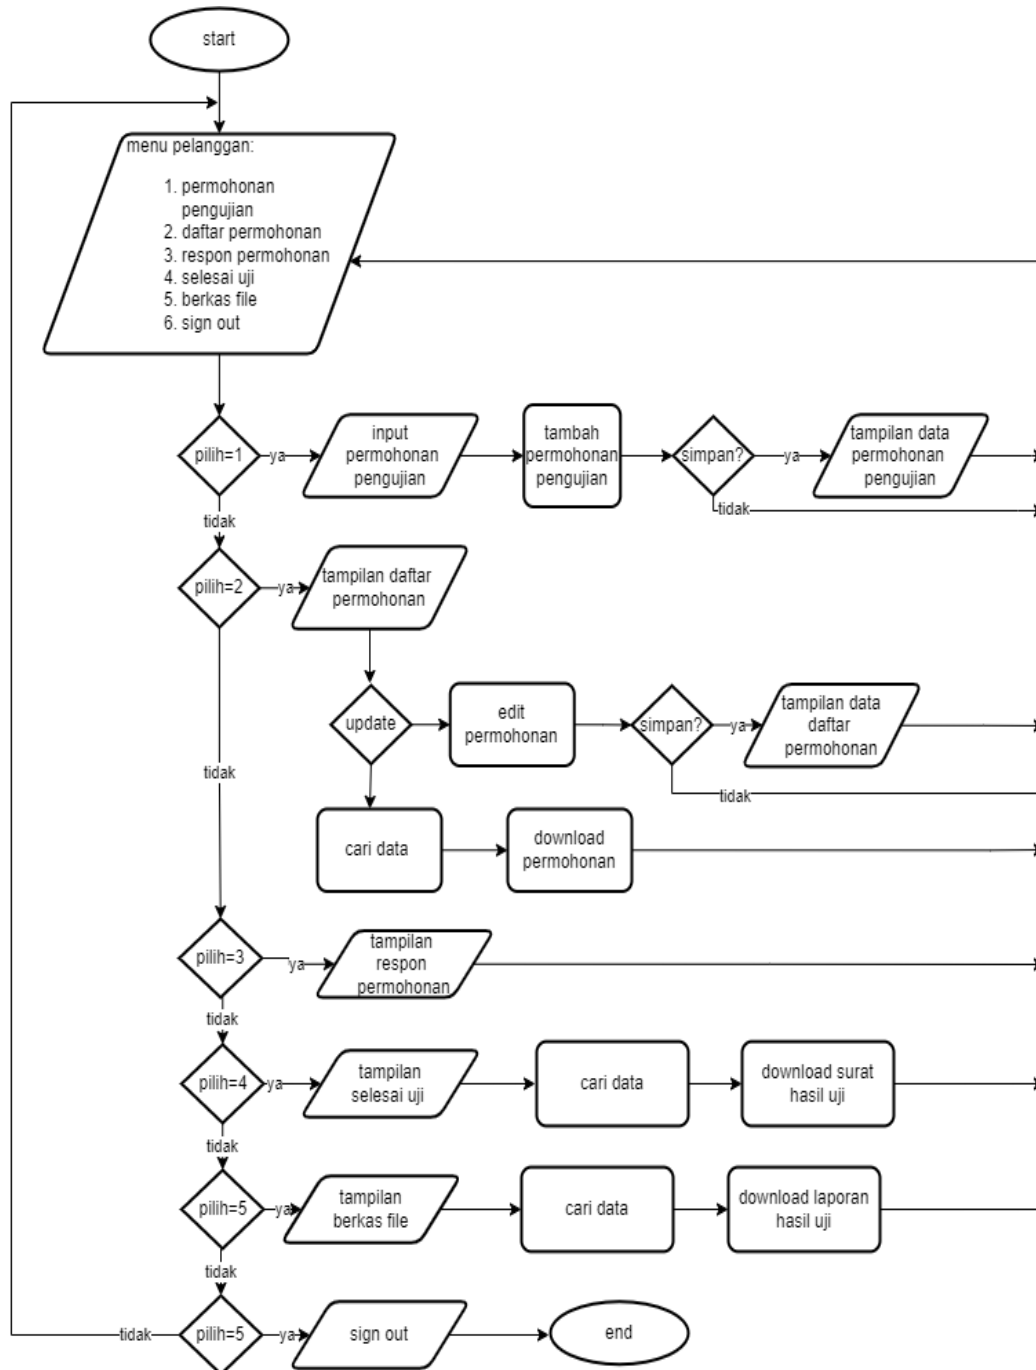 start
menu pelanggan:
1. permohonan
pengujian
2. daftar permohonan
3. respon permohonan
4. selesai uji
5. berkas file
6. sign out
pilih=1
ya
input
permohonan
pengujian
tambah
permohonan
pengujian
simpan?
ya
tampilan data
permohonan
pengujian
tidak
tidak
pilih=2
ya
tampilan daftar
permohonan
update
edit
permohonan
simpan?
ya
tampilan data
daftar
permohonan
tidak
tidak
cari data
download
permohonan
pilih=3
ya
tampilan
respon
permohonan
tidak
pilih=4
ya
tampilan
selesai uji
cari data
download surat
hasil uji
tidak
pilih=5
ya
tampilan
berkas file
cari data
download laporan
hasil uji
tidak
tidak
pilih=5
ya
sign out
end